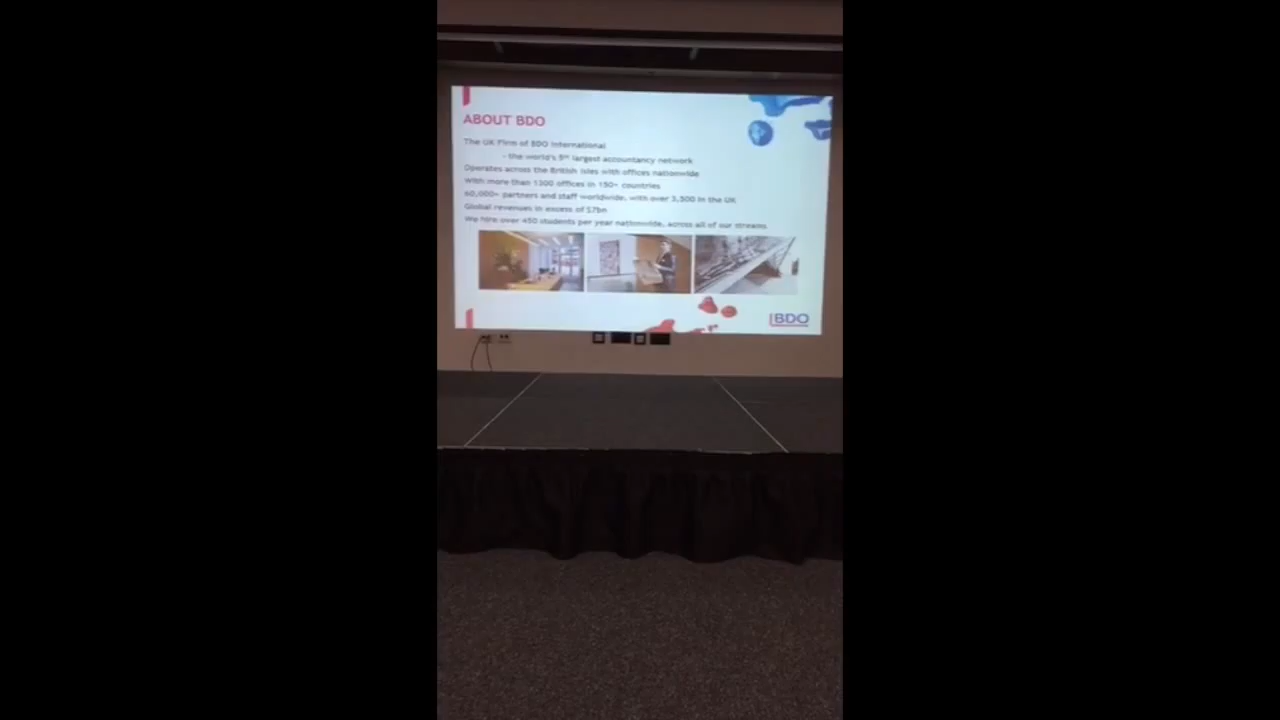 ABOUT BDO
The UK Firm of BDO International
- the world's 5th largest accountancy network
Operates across the British Isles with offices nationwide
With more than 1300 offices in 150+ countries
60,000+ partners and staff worldwide, with over 3,500 in the UK
Global revenues in excess of $7bn
We hire over 450 students per year nationwide, across all of our streams
BDO